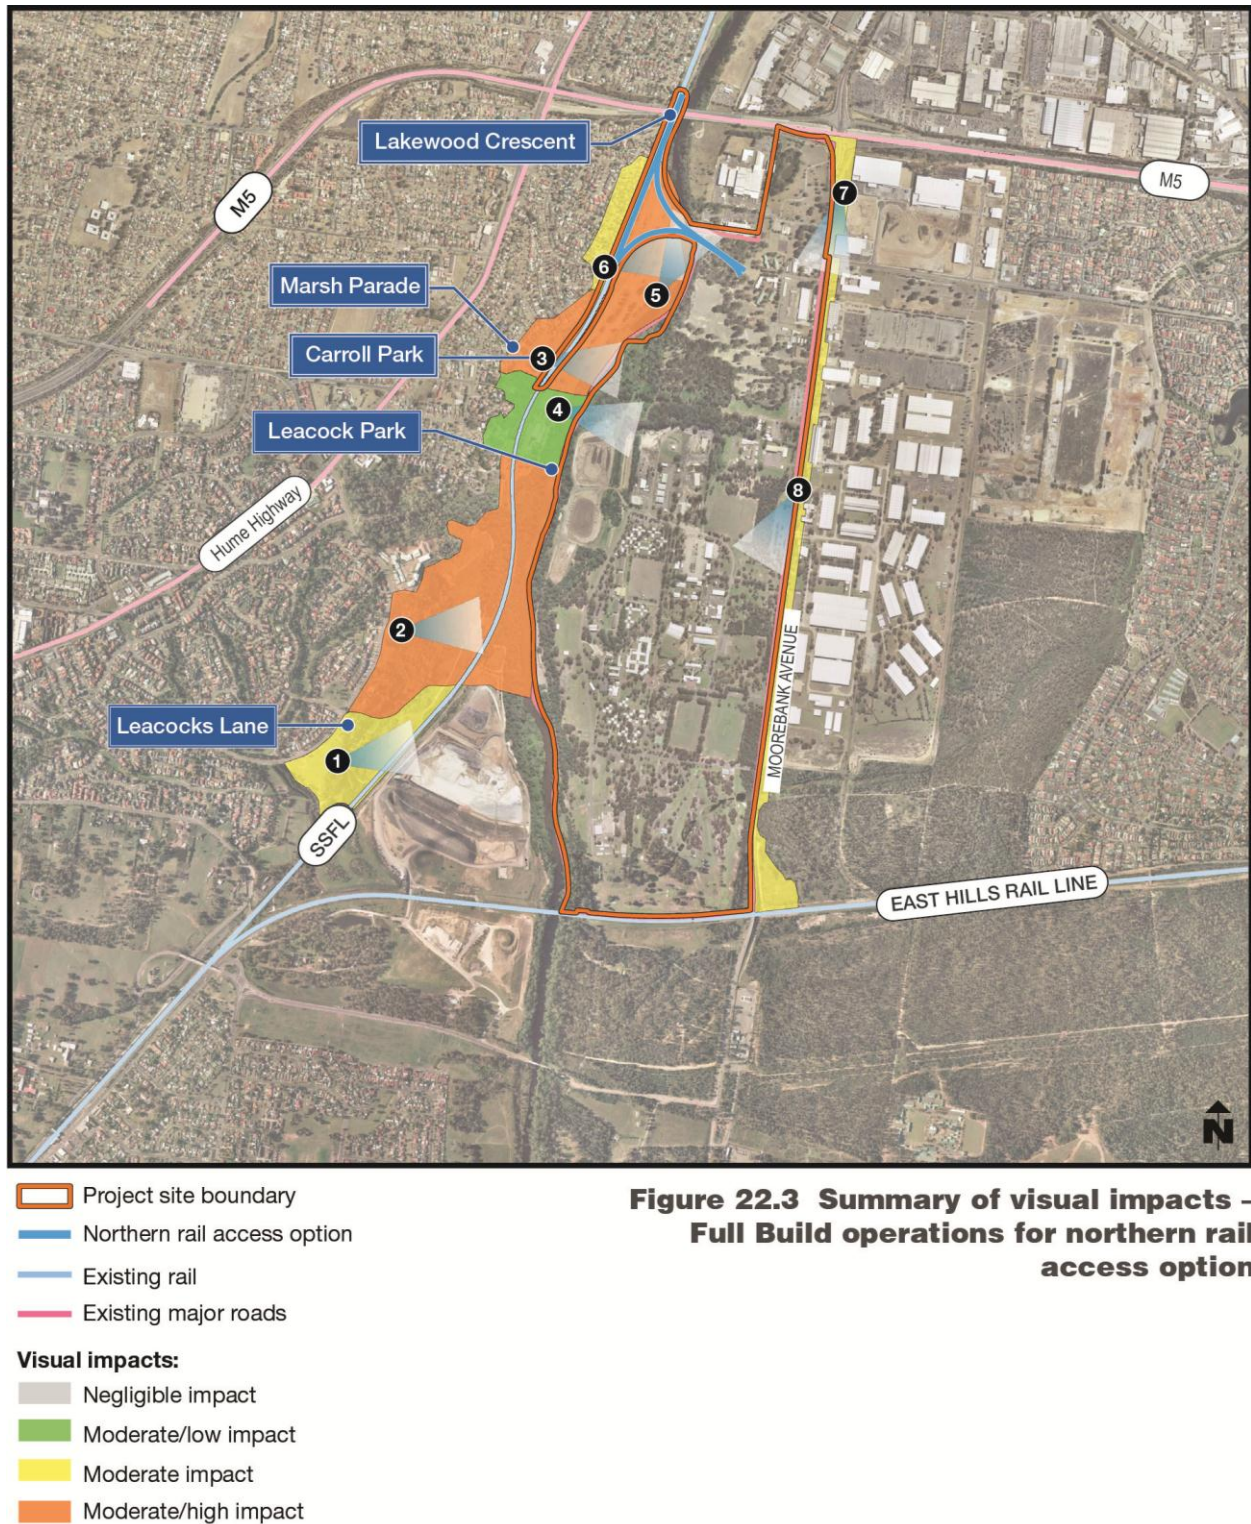 Lakewood Crescent
M5
M5
7
Marsh Parade
6
5
Carroll Park
3
4
Leacock Park
Hume Highway
8
2
MOOREBANK AVENUE
Leacocks Lane
1
SSFL
EAST HILLS RAIL LINE
N
Project site boundary
Northern rail access option
Existing rail
Existing major roads
Visual impacts:
Negligible impact
Moderate/low impact
Moderate impact
Moderate/high impact
Figure 22.3 Summary of visual impacts –
Full Build operations for northern rail
access option